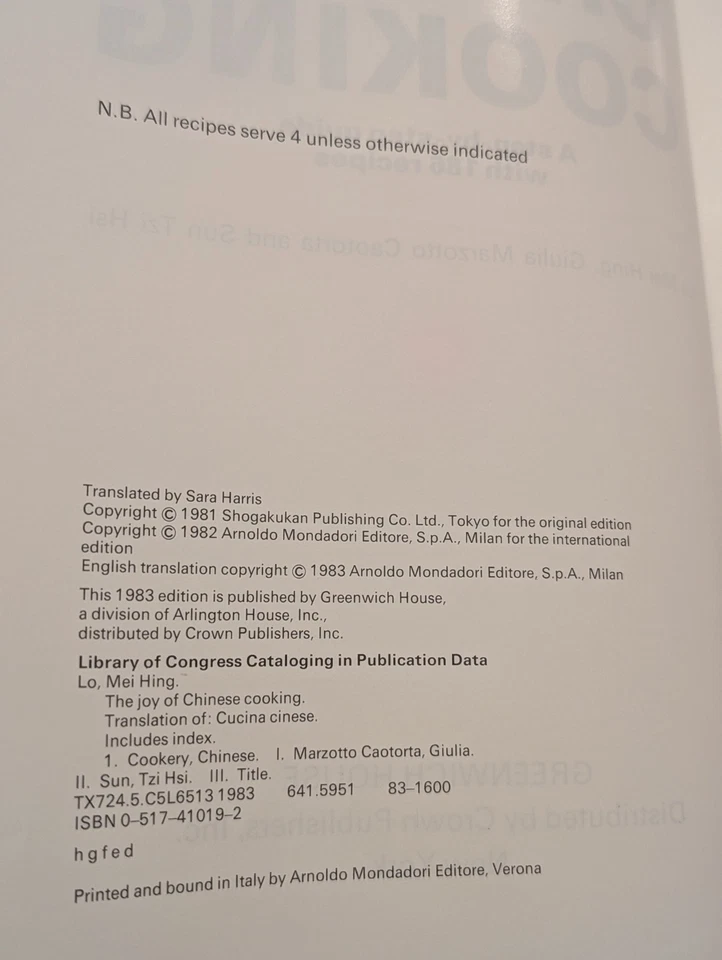 N.B. All recipes serve 4 unless otherwise indicated
Translated by Sara Harris
Copyright © 1981 Shogakukan Publishing Co. Ltd., Tokyo for the original edition
Copyright © 1982 Arnoldo Mondadori Editore, S.p.A., Milan for the international
edition
English translation copyright © 1983 Arnoldo Mondadori Editore, S.p.A., Milan
This 1983 edition is published by Greenwich House,
a division of Arlington House, Inc.,
distributed by Crown Publishers, Inc.
Library of Congress Cataloging in Publication Data
Lo, Mei Hing.
The joy of Chinese cooking.
Translation of: Cucina cinese.
Includes index.
1. Cookery, Chinese. I. Marzotto Caotorta, Giulia.
II. Sun, Tzi Hsi. III. Title.
TX724.5.C5L6513 1983 641.5951 83–1600
ISBN 0–517–41019–2
h g f e d
Printed and bound in Italy by Arnoldo Mondadori Editore, Verona